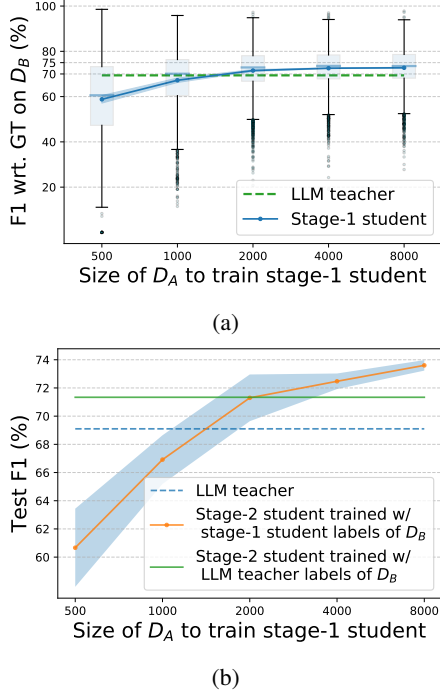 100
80
75
70
60
40
20
F1 wrt. GT on D_B (%)
LLM teacher
Stage-1 student
500 1000 2000 4000 8000
Size of D_A to train stage-1 student
(a)
74
72
70
68
66
64
62
60
Test F1 (%)
LLM teacher
Stage-2 student trained w/
stage-1 student labels of D_B
Stage-2 student trained w/
LLM teacher labels of D_B
500 1000 2000 4000 8000
Size of D_A to train stage-1 student
(b)